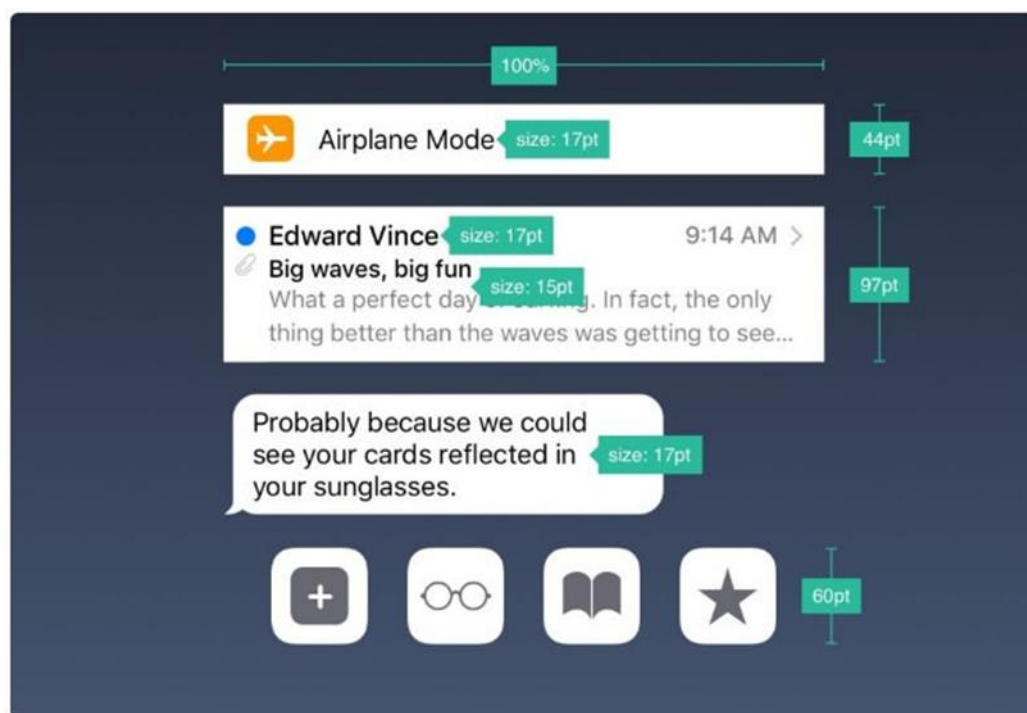 100%
Airplane Mode size: 17pt 44pt
Edward Vince size: 17pt 9:14 AM
Big waves, big fun
size: 15pt 97pt
What a perfect day In fact, the only
thing better than the waves was getting to see...
Probably because we could
see your cards reflected in size: 17pt
your sunglasses.
60pt